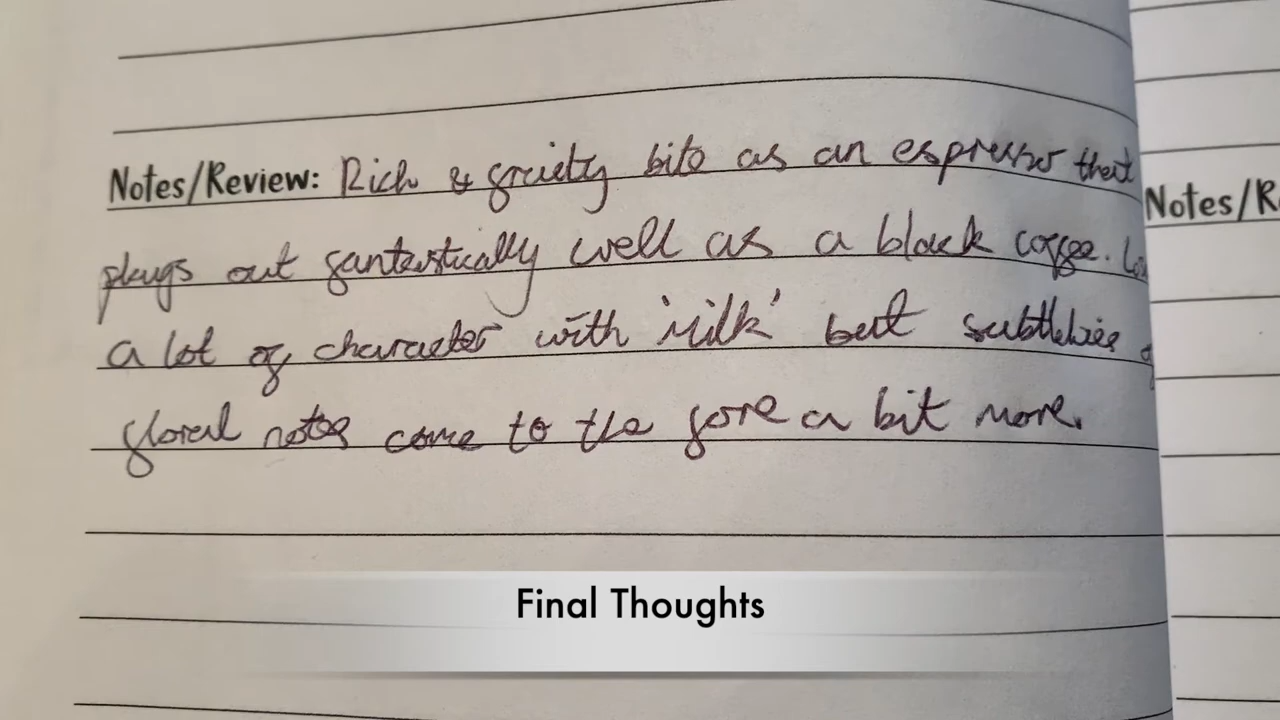 Notes/Review: Rich & fruity bite as an espresso that
plays out fantastically well as a black coffee.
a lot of character with 'milk' but subtleties
floral notes come to the fore a bit more.
Notes/R
Final Thoughts